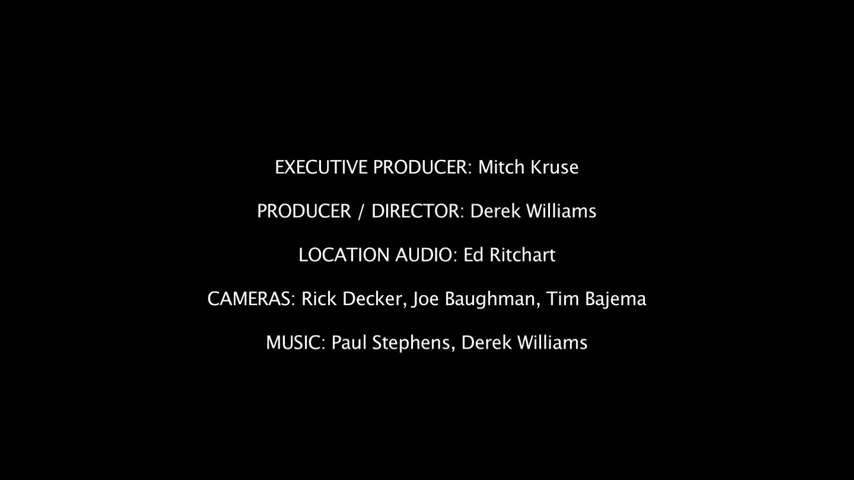 EXECUTIVE PRODUCER: Mitch Kruse
PRODUCER / DIRECTOR: Derek Williams
LOCATION AUDIO: Ed Ritchart
CAMERAS: Rick Decker, Joe Baughman, Tim Bajema
MUSIC: Paul Stephens, Derek Williams